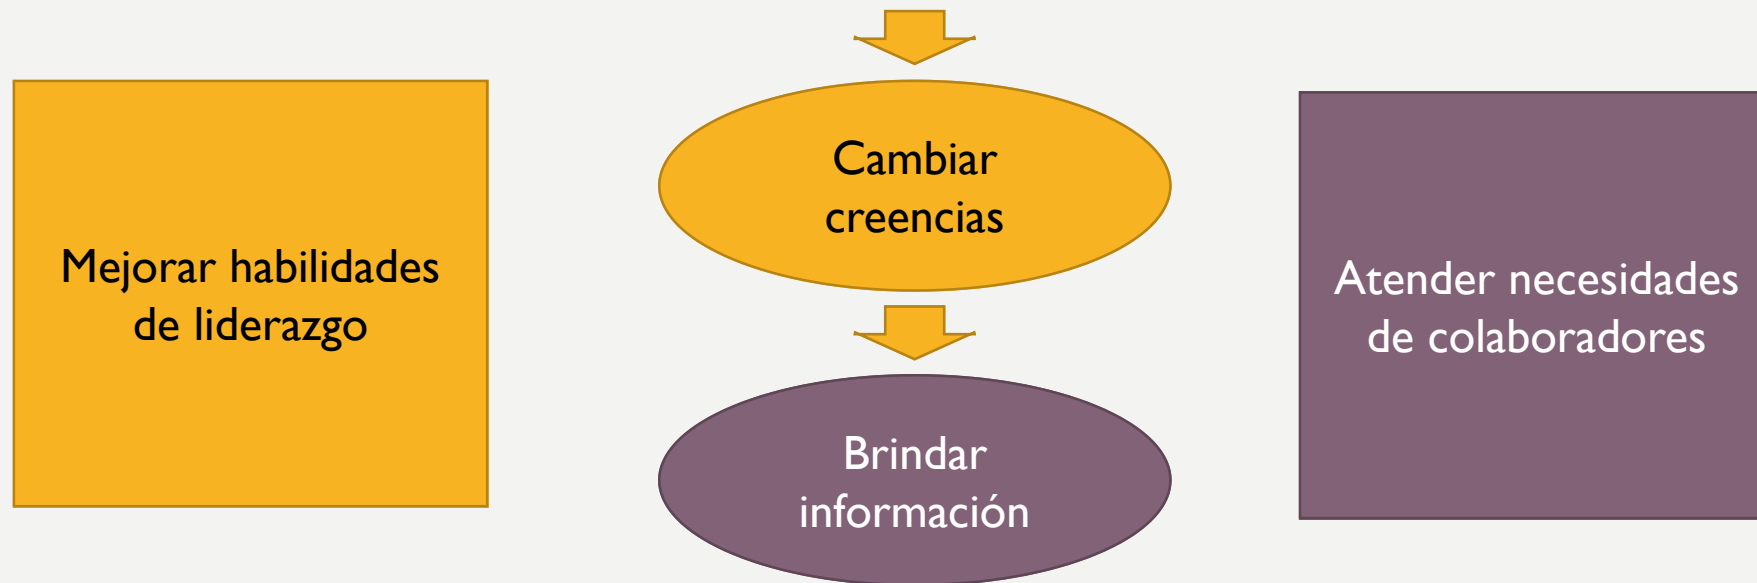 Mejorar habilidades
de liderazgo
Cambiar
creencias
Brindar
información
Atender necesidades
de colaboradores